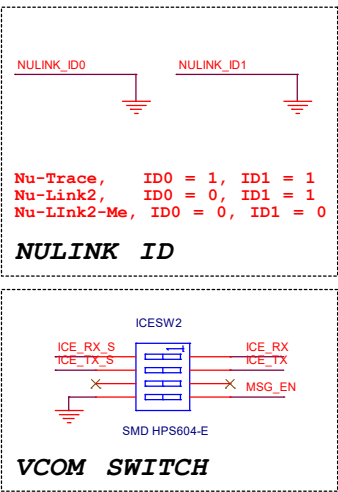 NULINK_ID0 NULINK_ID1
Nu-Trace, ID0 = 1, ID1 = 1
Nu-Link2, ID0 = 0, ID1 = 1
Nu-LInk2-Me, ID0 = 0, ID1 = 0
NULINK ID
ICESW2
ICE_RX_S ICE_RX
ICE_TX_S ICE_TX
MSG_EN
SMD HPS604-E
VCOM SWITCH